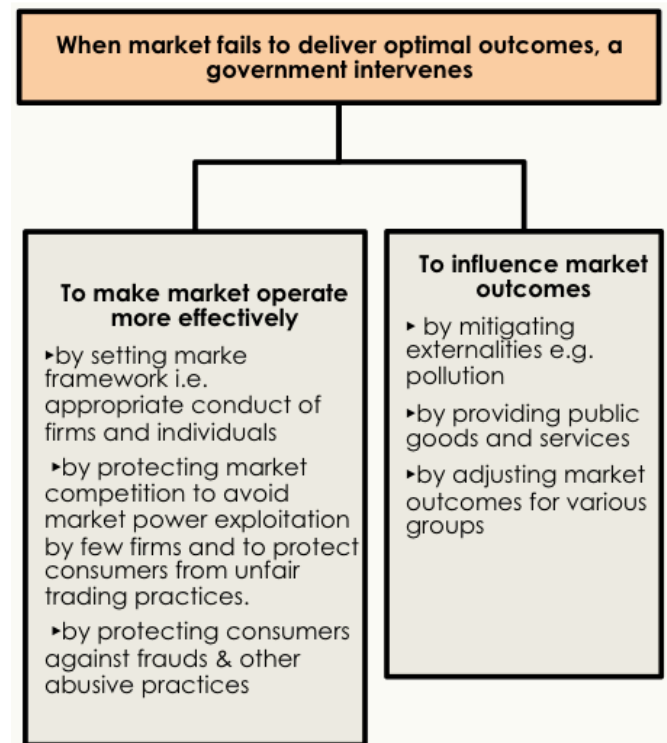 When market fails to deliver optimal outcomes, a
government intervenes
To make market operate
more effectively
▸by setting marke
framework i.e.
appropriate conduct of
firms and individuals
▸by protecting market
competition to avoid
market power exploitation
by few firms and to protect
consumers from unfair
trading practices.
▸by protecting consumers
against frauds & other
abusive practices
To influence market
outcomes
▸ by mitigating
externalities e.g.
pollution
▸by providing public
goods and services
▸by adjusting market
outcomes for various
groups